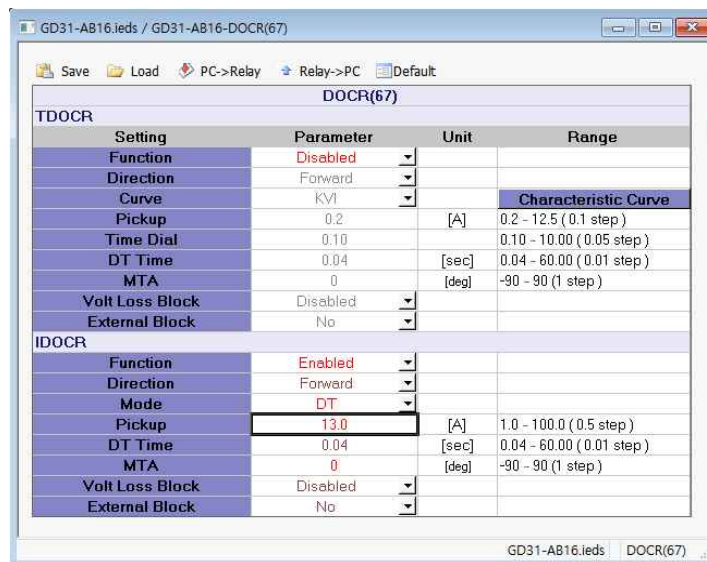 GD31-AB16.ieds / GD31-AB16-DOCR(67)
Save Load PC->Relay Relay->PC Default
DOCR(67)
TDOCR
Setting Parameter Unit Range
Function Disabled
Direction Forward
Curve KVI Characteristic Curve
Pickup 0.2 [A] 0.2 - 12.5 ( 0.1 step )
Time Dial 0.10 0.10 - 10.00 ( 0.05 step )
DT Time 0.04 [sec] 0.04 - 60.00 ( 0.01 step )
MTA 0 [deg] -90 - 90 (1 step )
Volt Loss Block Disabled
External Block No
IDOCR
Function Enabled
Direction Forward
Mode DT
Pickup 13.0 [A] 1.0 - 100.0 ( 0.5 step )
DT Time 0.04 [sec] 0.04 - 60.00 ( 0.01 step )
MTA 0 [deg] -90 - 90 (1 step )
Volt Loss Block Disabled
External Block No
GD31-AB16.ieds DOCR(67)